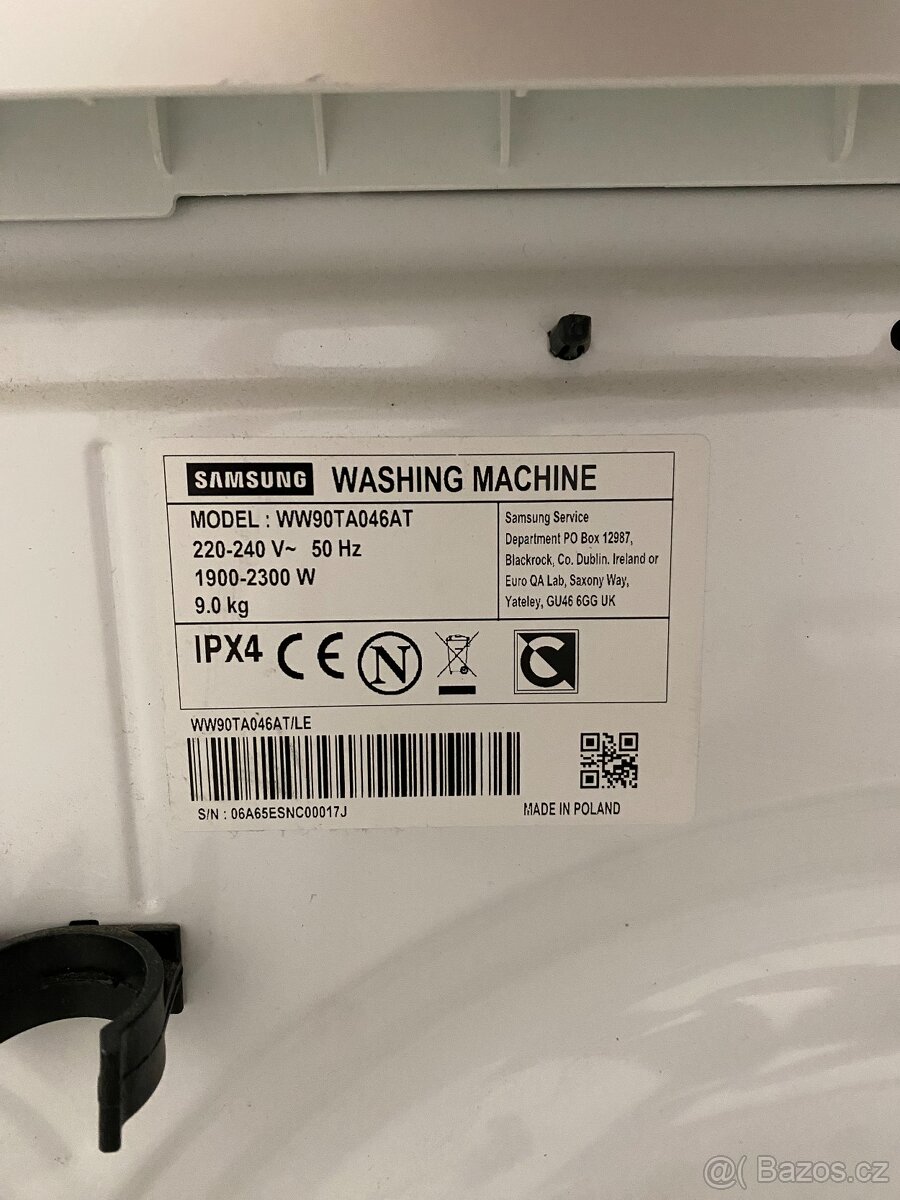 SAMSUNG WASHING MACHINE
MODEL : WW90TA046AT
220-240 V~ 50 Hz
1900-2300 W
9.0 kg
Samsung Service
Department PO Box 12987,
Blackrock, Co. Dublin. Ireland or
Euro QA Lab, Saxony Way,
Yateley, GU46 6GG UK
IPX4 CE N
WW90TA046AT/LE
S/N : 06A65ESNC00017J
MADE IN POLAND
@( Bazos.cz